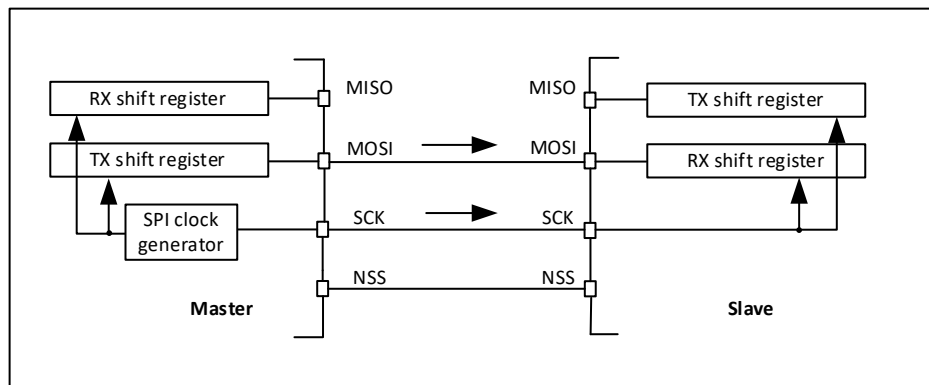 MISO
MISO
RX shift register
TX shift register
MOSI
MOSI
TX shift register
RX shift register
SCK
SCK
SPI clock
generator
NSS
NSS
Master
Slave